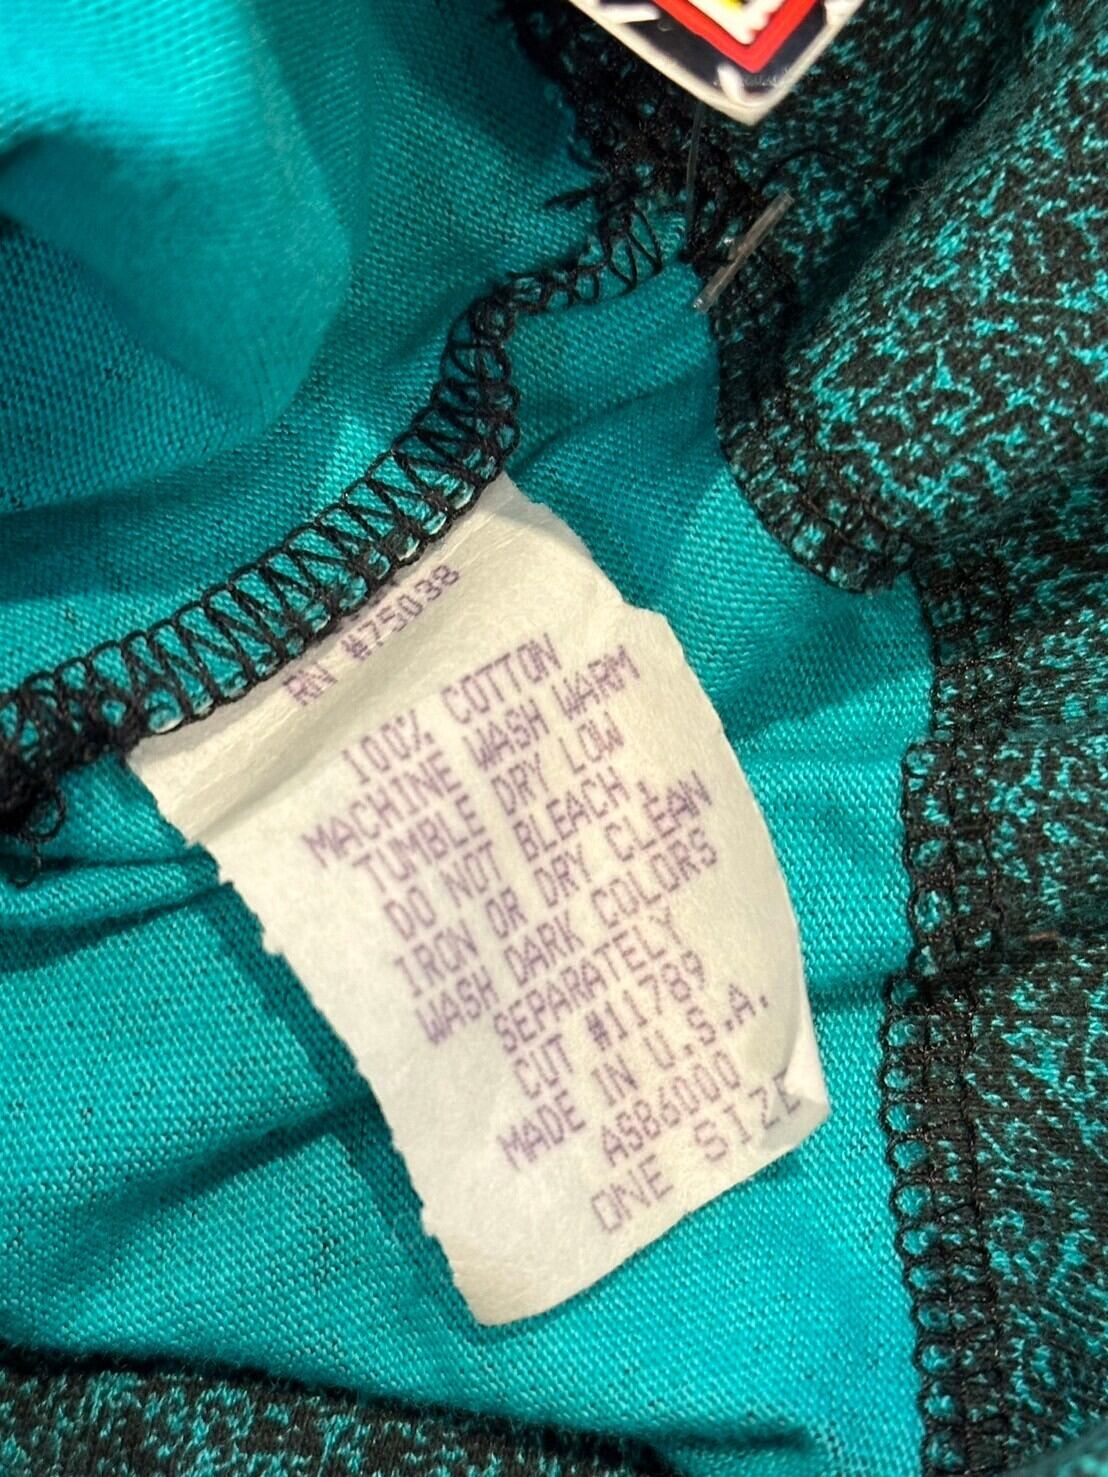 RN #75038
100% COTTON
MACHINE WASH WARM
TUMBLE DRY LOW
DO NOT BLEACH,
IRON OR DRY CLEAN
WASH DARK COLORS
SEPARATELY
CUT #11789
MADE IN U.S.A.
AS86000
ONE SIZE